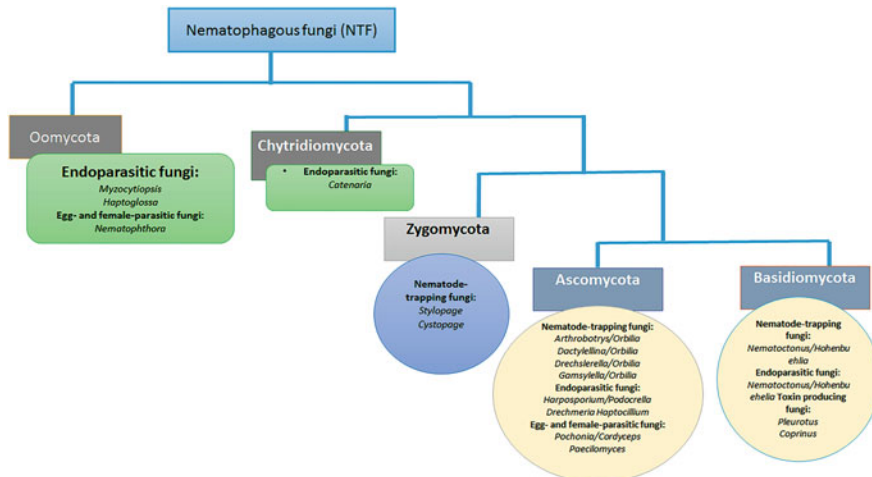 Nematophagous fungi (NTF)
Oomycota
Endoparasitic fungi:
Myzocytiopsis
Haptoglossa
Egg- and female-parasitic fungi:
Nematophthora
Chytridiomycota
• Endoparasitic fungi:
Catenaria
Zygomycota
Nematode-
trapping fungi:
Stylopage
Cystopage
Ascomycota
Nematode-trapping fungi:
Arthrobotrys/Orbilia
Dactylellina/Orbilia
Drechslerella/Orbilia
Gamsylella/Orbilia
Endoparasitic fungi:
Harposporium/Podocrella
Drechmeria Haptocillium
Egg- and female-parasitic fungi:
Pochonia/Cordyceps
Paecilomyces
Basidiomycota
Nematode-trapping
fungi:
Nematoctonus/Hohenbu
ehlia
Endoparasitic fungi:
Nematoctonus/Hohenbu
ehelia Toxin producing
fungi:
Pleurotus
Coprinus